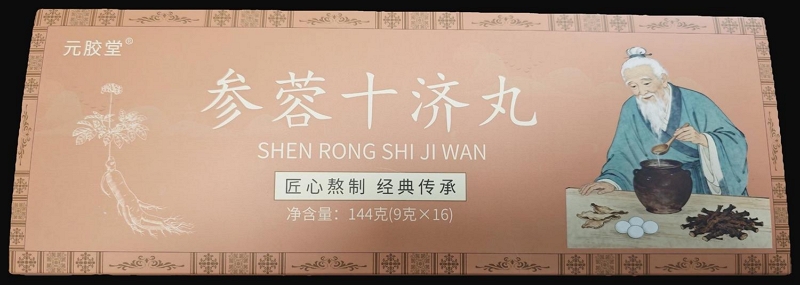 元胶堂®
参蓉十济丸
SHEN RONG SHI JI WAN
匠心熬制 经典传承
净含量：144克(9克×16)